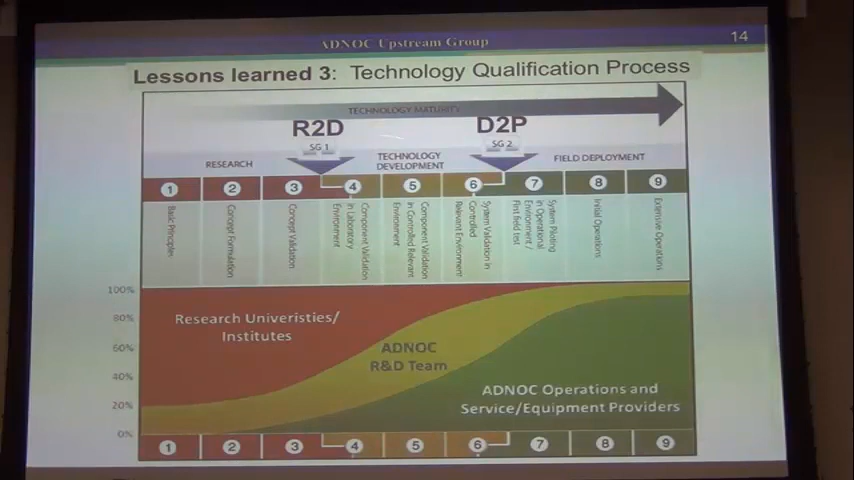 ADNOC Upstream Group
14
Lessons learned 3: Technology Qualification Process
TECHNOLOGY MATURITY
R2D
D2P
SG 1
SG 2
RESEARCH
TECHNOLOGY
DEVELOPMENT
FIELD DEPLOYMENT
1 2 3 4 5 6 7 8 9
Basic Principles
Concept Formulation
Concept Validation
Component Validation
in Laboratory
Environment
Component Validation
in Controlled Relevant
Environment
System Validation in
Controlled
Relevant Environment
System Piloting
in Operational
Environment /
First field test
Initial Operations
Extensive Operations
100%
80%
60%
40%
20%
0%
Research Univeristies/
Institutes
ADNOC
R&D Team
ADNOC Operations and
Service/Equipment Providers
1 2 3 4 5 6 7 8 9